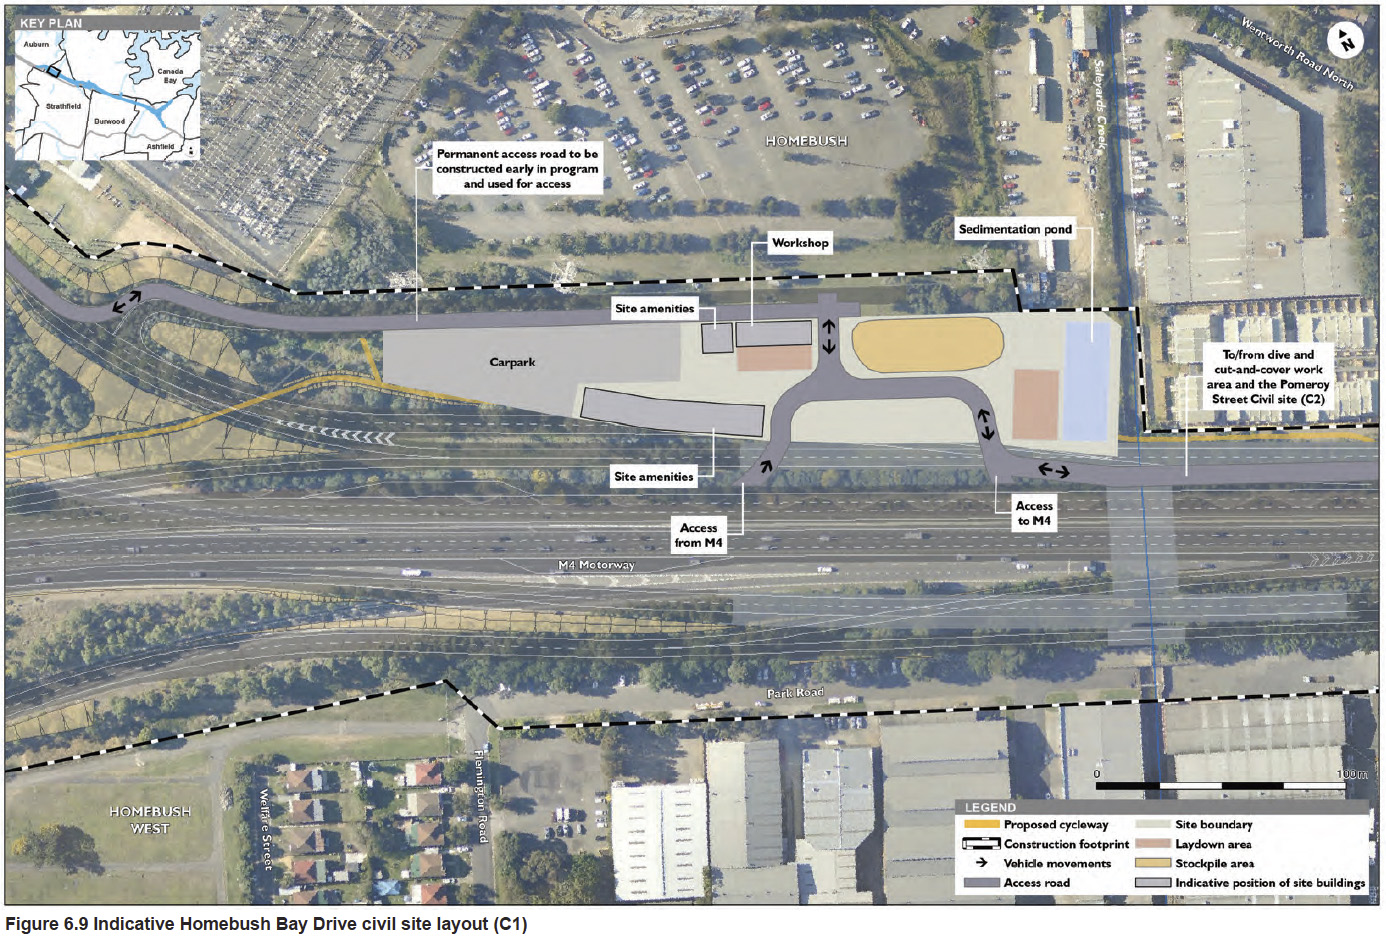 KEY PLAN
Auburn
Canada
Bay
Strathfield
Burwood
Ashfield
N
Wentworth Road North
Saleyards Creek
HOMEBUSH
Permanent access road to be
constructed early in program
and used for access
Sedimentation pond
Workshop
Site amenities
Carpark
To/from dive and
cut-and-cover work
area and the Pomeroy
Street Civil site (C2)
Site amenities
Access
from M4
Access
to M4
M4 Motorway
Park Road
Flemington Road
Welfare Street
HOMEBUSH
WEST
0
100m
LEGEND
Proposed cycleway
Construction footprint
Vehicle movements
Access road
Site boundary
Laydown area
Stockpile area
Indicative position of site buildings
Figure 6.9 Indicative Homebush Bay Drive civil site layout (C1)